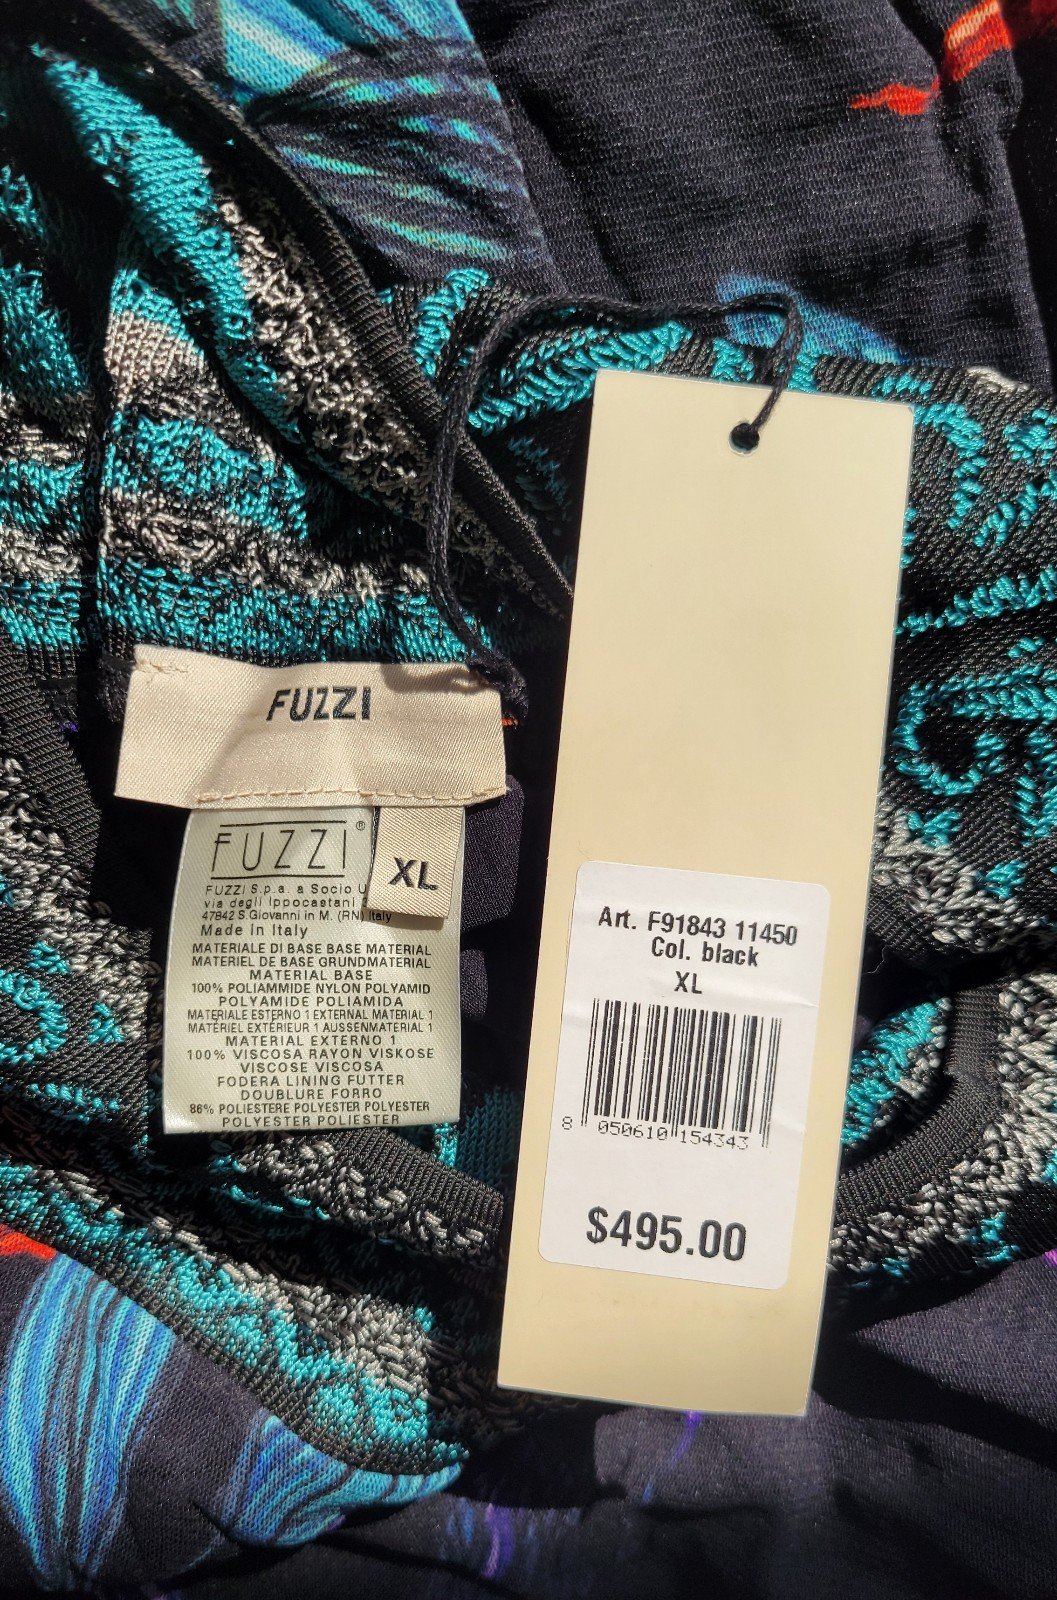 FUZZI
XL
FUZZI®
FUZZI S.p.a. a Socio U
via degli Ippocastani
47842 S.Giovanni in M. (RN) Italy
Made in Italy
MATERIALE DI BASE BASE MATERIAL
MATERIEL DE BASE GRUNDMATERIAL
MATERIAL BASE
100% POLIAMMIDE NYLON POLYAMID
POLYAMIDE POLIAMIDA
MATERIALE ESTERNO 1 EXTERNAL MATERIAL 1
MATÉRIEL EXTÉRIEUR 1 AUSSENMATERIAL 1
MATERIAL EXTERNO 1
100% VISCOSA RAYON VISKOSE
VISCOSE VISCOSA
FODERA LINING FUTTER
DOUBLURE FORRO
86% POLIESTERE POLYESTER POLYESTER
POLYESTER POLIESTER
Art. F91843 11450
Col. black
XL
8 050610 154343
$495.00